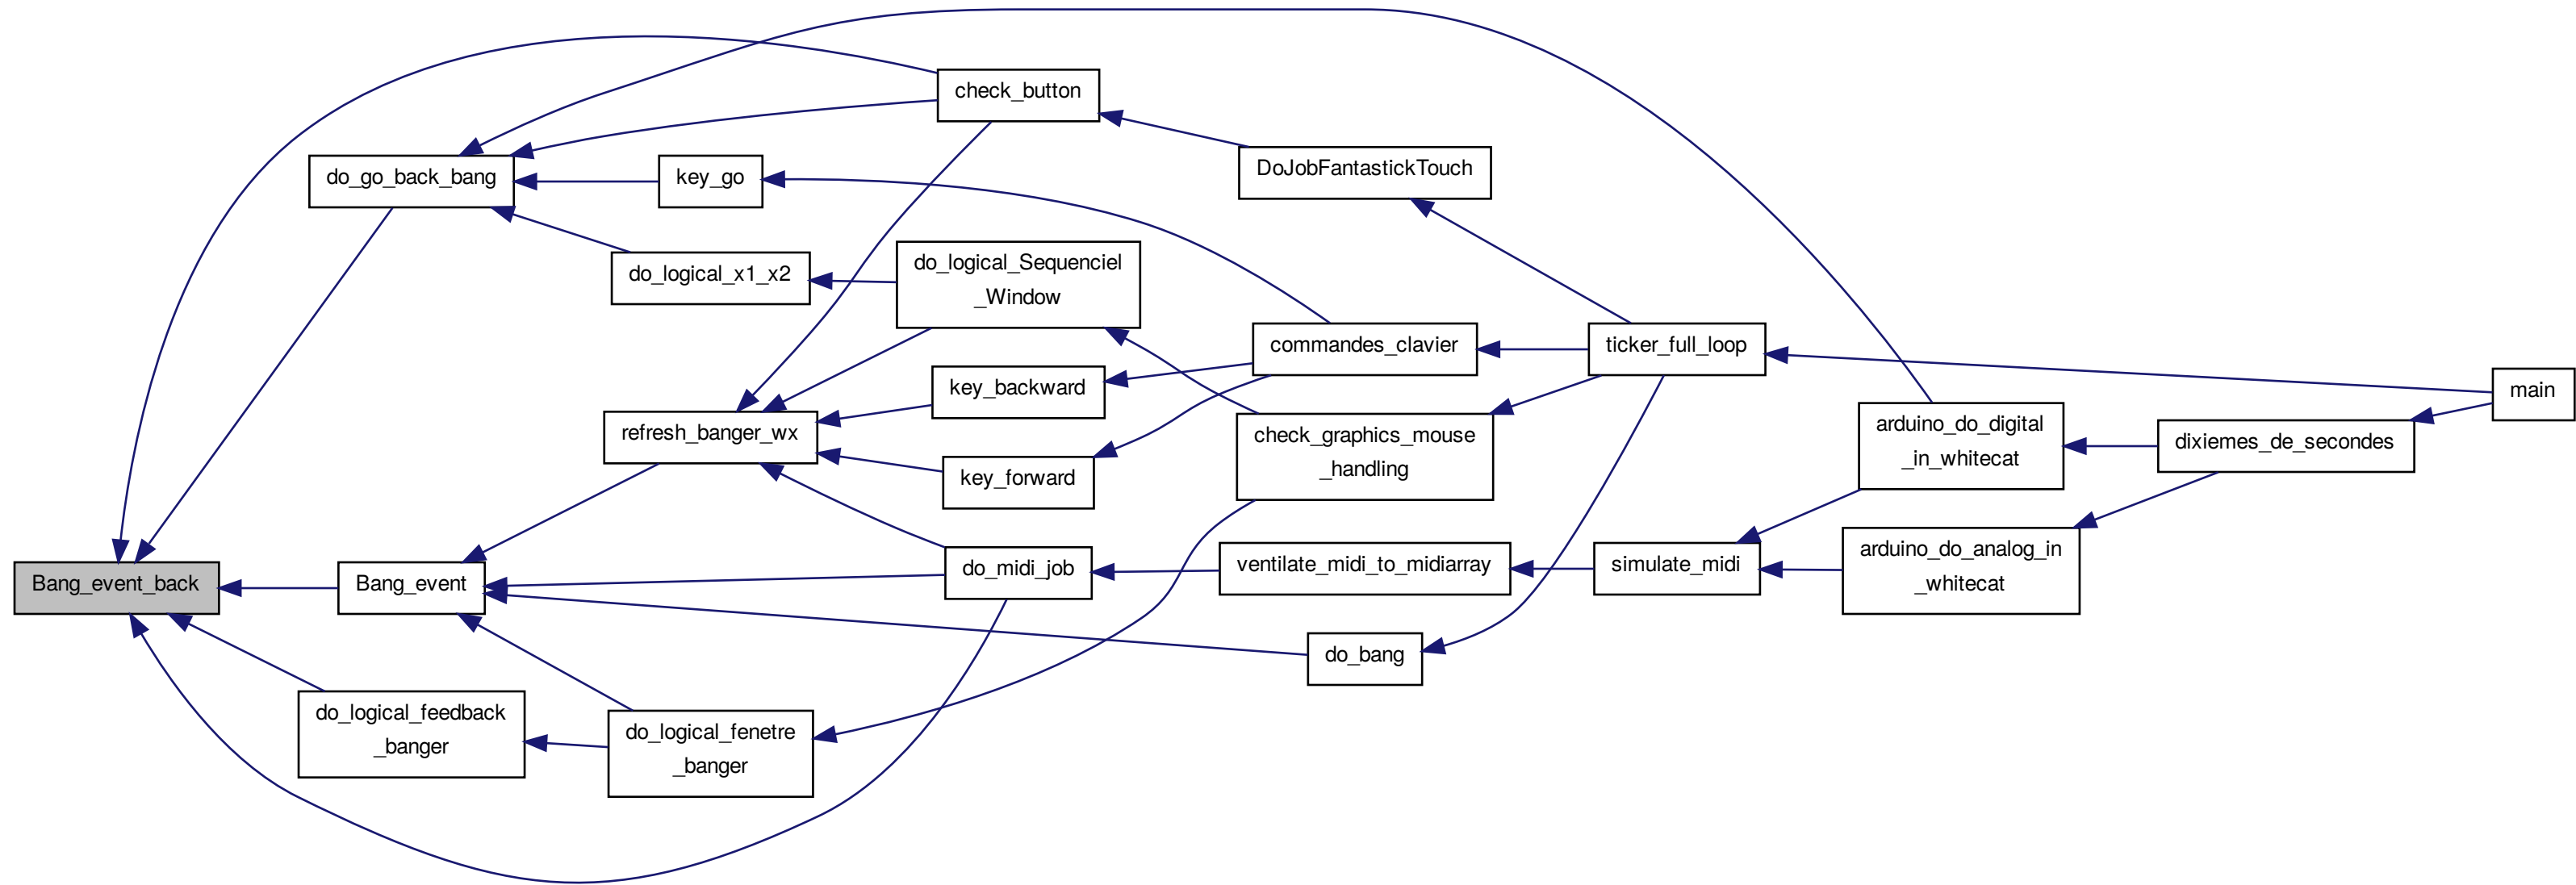 check_button
do_go_back_bang
key_go
DoJobFantastickTouch
do_logical_x1_x2
do_logical_Sequenciel
_Window
commandes_clavier
ticker_full_loop
key_backward
main
refresh_banger_wx
check_graphics_mouse
_handling
arduino_do_digital
_in_whitecat
dixiemes_de_secondes
key_forward
Bang_event_back
Bang_event
do_midi_job
ventilate_midi_to_midiarray
simulate_midi
arduino_do_analog_in
_whitecat
do_bang
do_logical_feedback
_banger
do_logical_fenetre
_banger